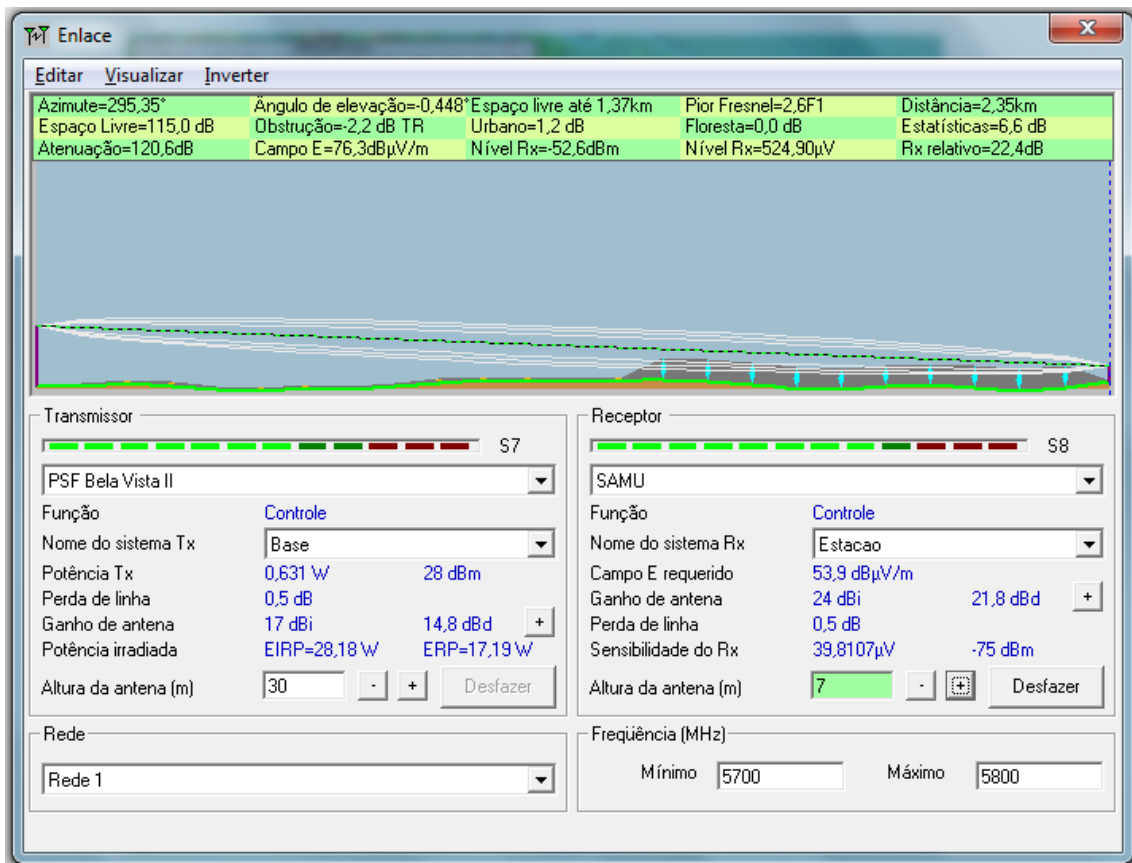 Enlace
Editar Visualizar Inverter
Azimute=295,35° Ângulo de elevação=-0,448° Espaço livre até 1,37km Pior Fresnel=2,6F1 Distância=2,35km
Espaço Livre=115,0 dB Obstrução=-2,2 dB TR Urbano=1,2 dB Floresta=0,0 dB Estatísticas=6,6 dB
Atenuação=120,6dB Campo E=76,3dBµV/m Nível Rx=-52,6dBm Nível Rx=524,90µV Rx relativo=22,4dB
Transmissor
S7
PSF Bela Vista II
Função Controle
Nome do sistema Tx Base
Potência Tx 0,631 W 28 dBm
Perda de linha 0,5 dB
Ganho de antena 17 dBi 14,8 dBd +
Potência irradiada EIRP=28,18 W ERP=17,19 W
Altura da antena (m) 30 - + Desfazer
Rede
Rede 1
Receptor
S8
SAMU
Função Controle
Nome do sistema Rx Estacao
Campo E requerido 53,9 dBµV/m
Ganho de antena 24 dBi 21,8 dBd +
Perda de linha 0,5 dB
Sensibilidade do Rx 39,8107µV -75 dBm
Altura da antena (m) 7 - + Desfazer
Freqüência (MHz)
Mínimo 5700 Máximo 5800